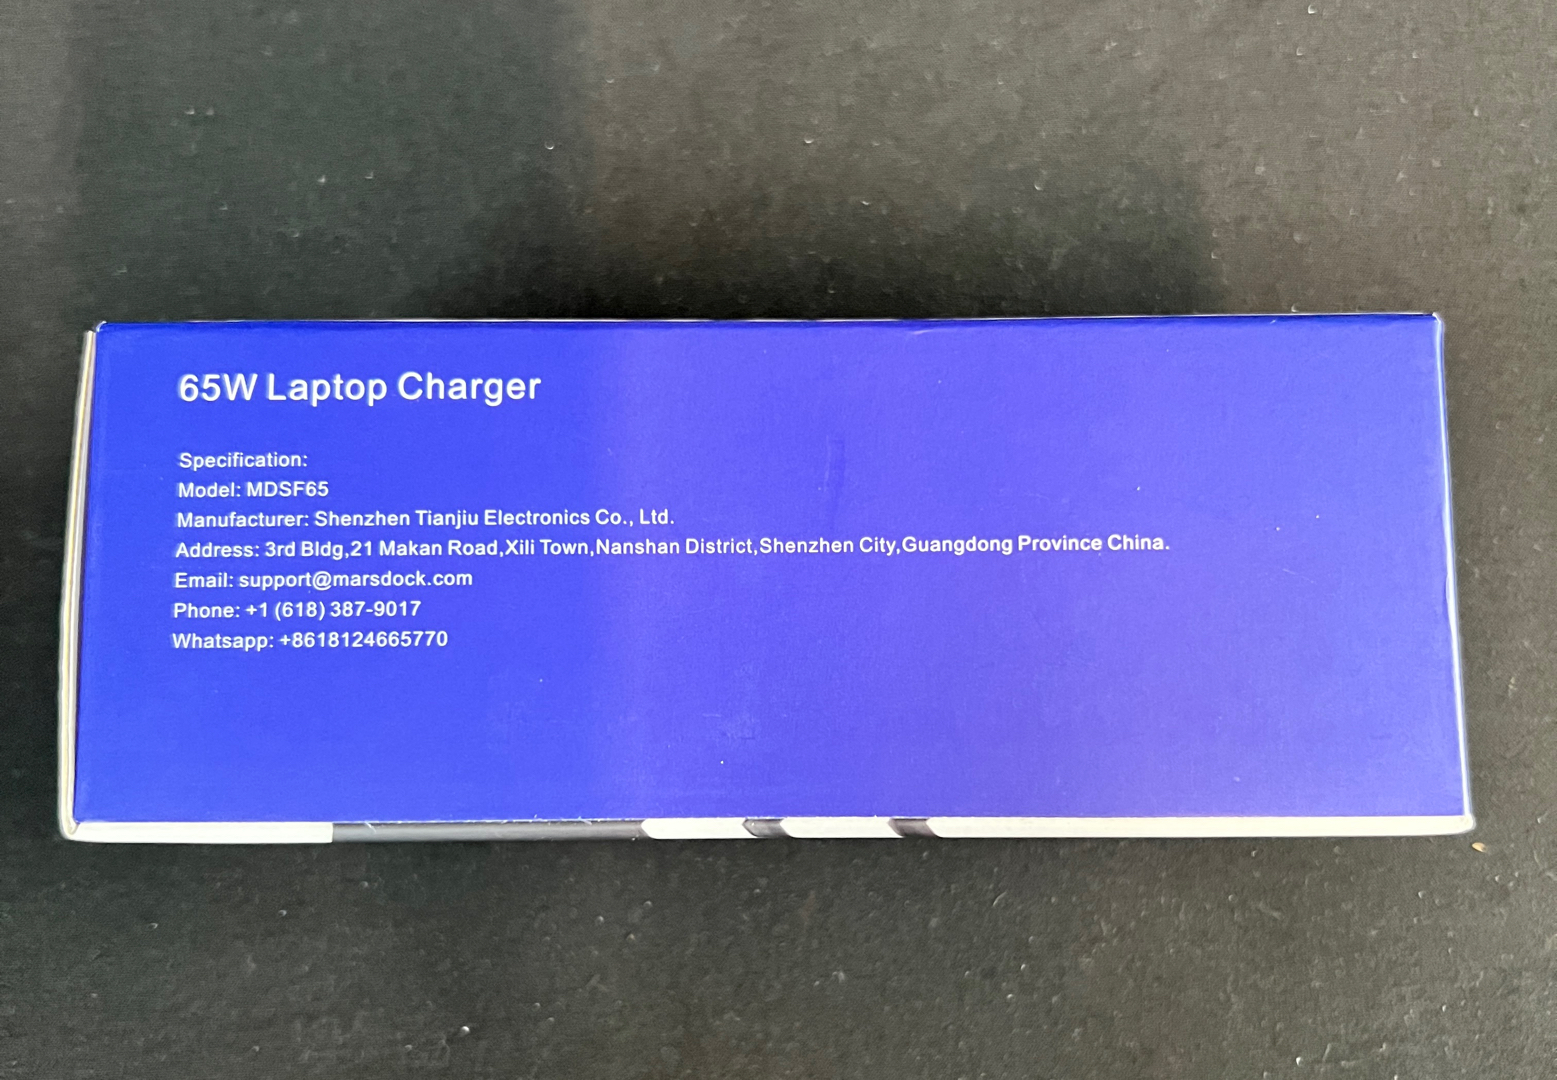 65W Laptop Charger
Specification:
Model: MDSF65
Manufacturer: Shenzhen Tianjiu Electronics Co., Ltd.
Address: 3rd Bldg,21 Makan Road,Xili Town,Nanshan District,Shenzhen City,Guangdong Province China.
Email: support@marsdock.com
Phone: +1 (618) 387-9017
Whatsapp: +8618124665770